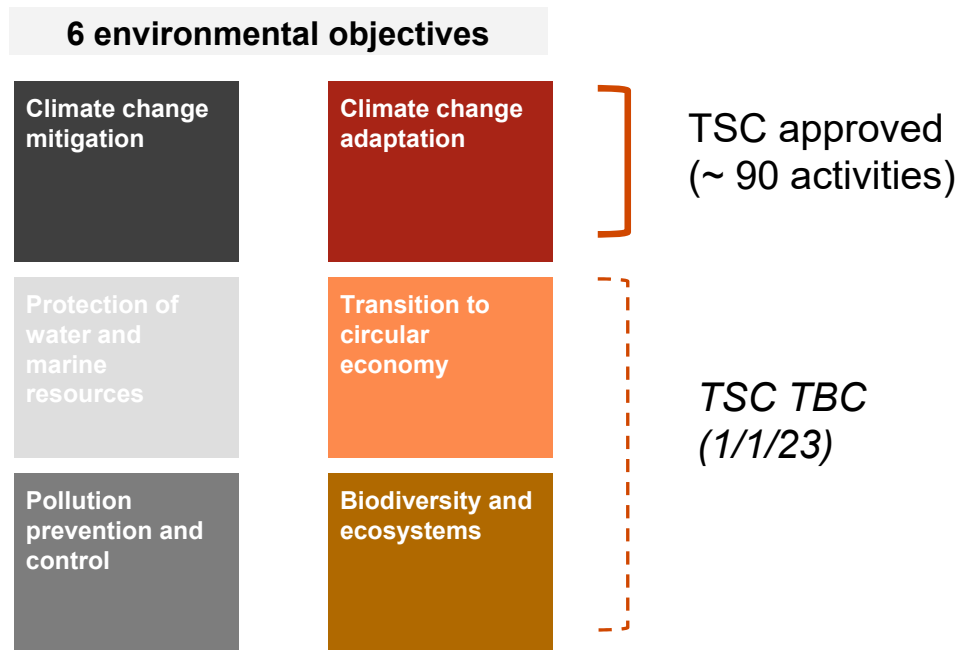 6 environmental objectives
Climate change
mitigation
Climate change
adaptation
TSC approved
(~ 90 activities)
Protection of
water and
marine
resources
Transition to
circular
economy
TSC TBC
(1/1/23)
Pollution
prevention and
control
Biodiversity and
ecosystems